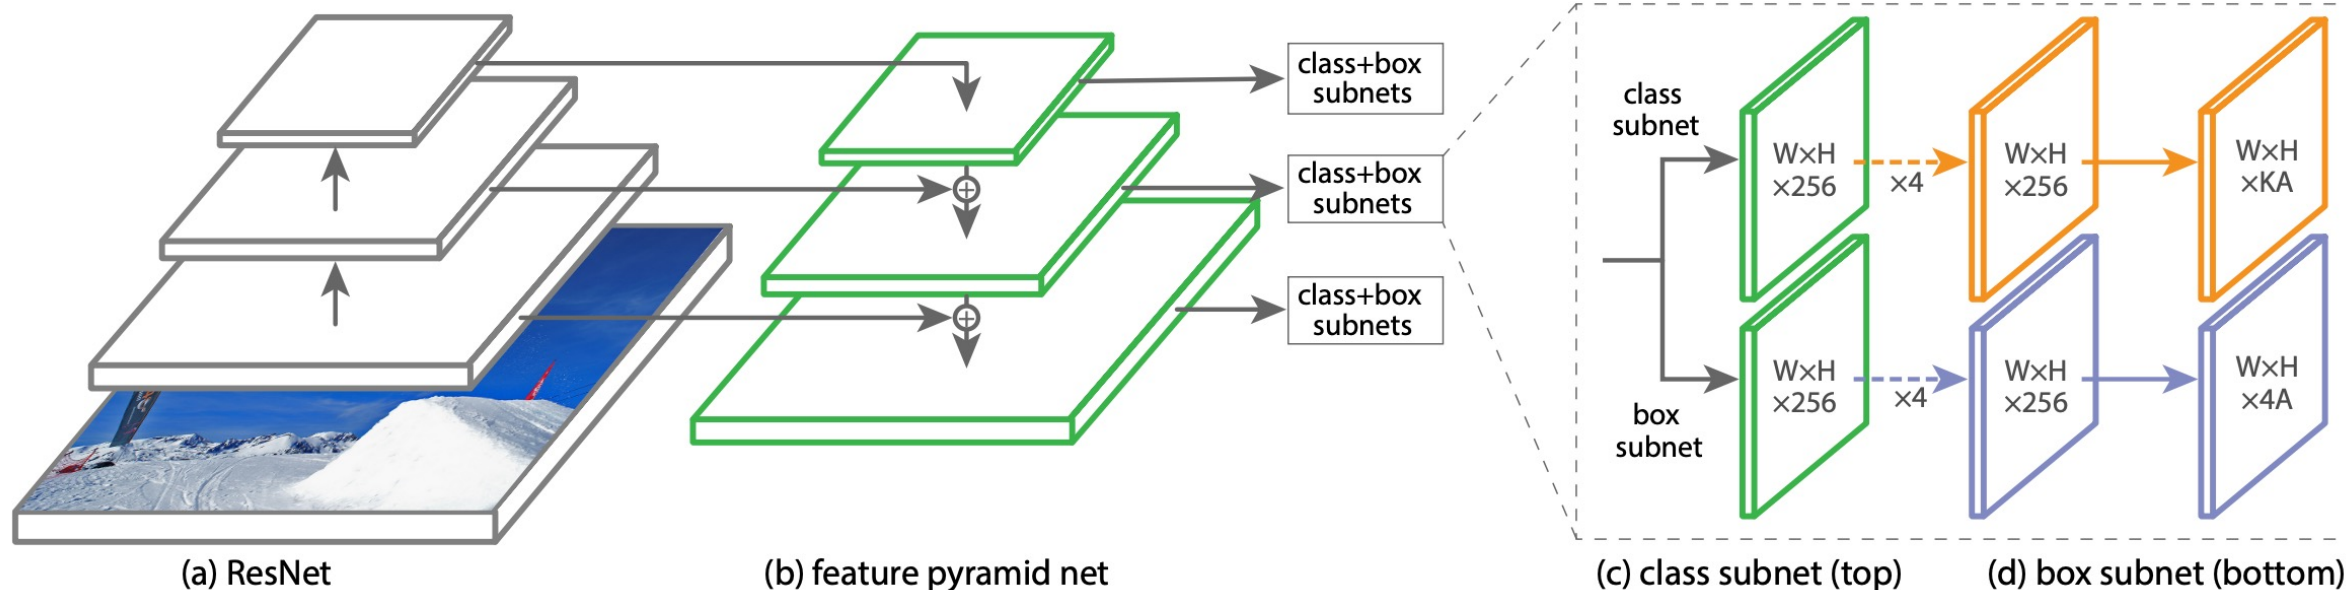 class+box
subnets
class+box
subnets
class+box
subnets
class
subnet
W×H
×256
×4
W×H
×256
W×H
×KA
box
subnet
W×H
×256
×4
W×H
×256
W×H
×4A
(a) ResNet
(b) feature pyramid net
(c) class subnet (top)
(d) box subnet (bottom)